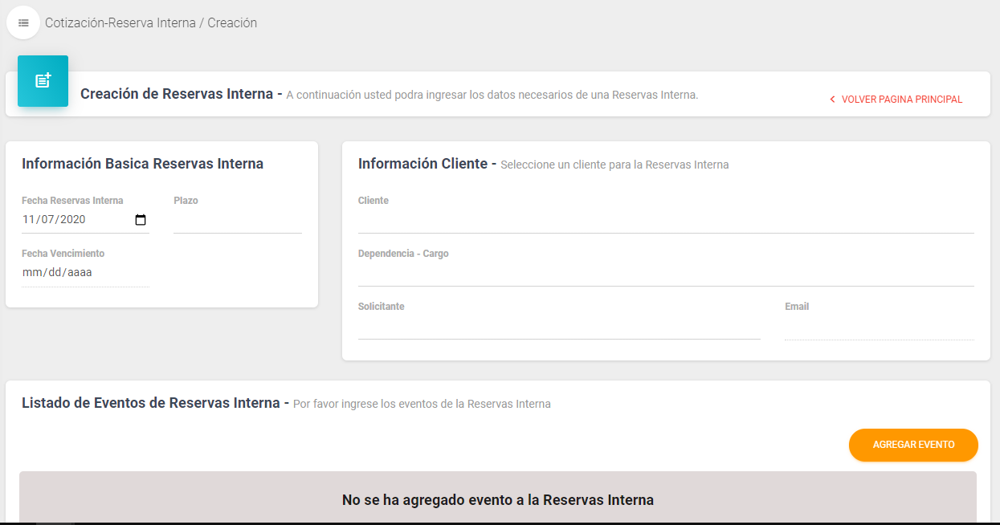 Cotización-Reserva Interna / Creación
Creación de Reservas Interna - A continuación usted podra ingresar los datos necesarios de una Reservas Interna.
VOLVER PAGINA PRINCIPAL
Información Basica Reservas Interna
Fecha Reservas Interna Plazo
11/07/2020
Fecha Vencimiento
mm/dd/aaaa
Información Cliente - Seleccione un cliente para la Reservas Interna
Cliente
Dependencia - Cargo
Solicitante Email
Listado de Eventos de Reservas Interna - Por favor ingrese los eventos de la Reservas Interna
AGREGAR EVENTO
No se ha agregado evento a la Reservas Interna